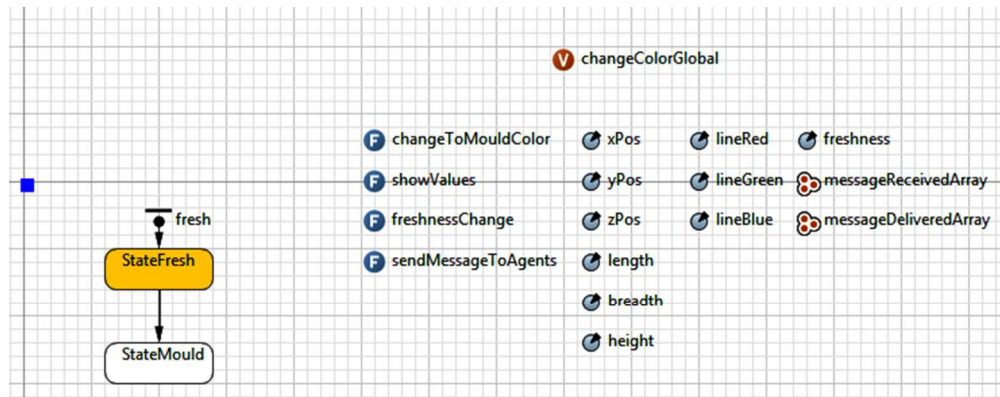 V changeColorGlobal
F changeToMouldColor xPos lineRed freshness
F showValues yPos lineGreen messageReceivedArray
fresh F freshnessChange zPos lineBlue messageDeliveredArray
StateFresh F sendMessageToAgents length
breadth
StateMould height